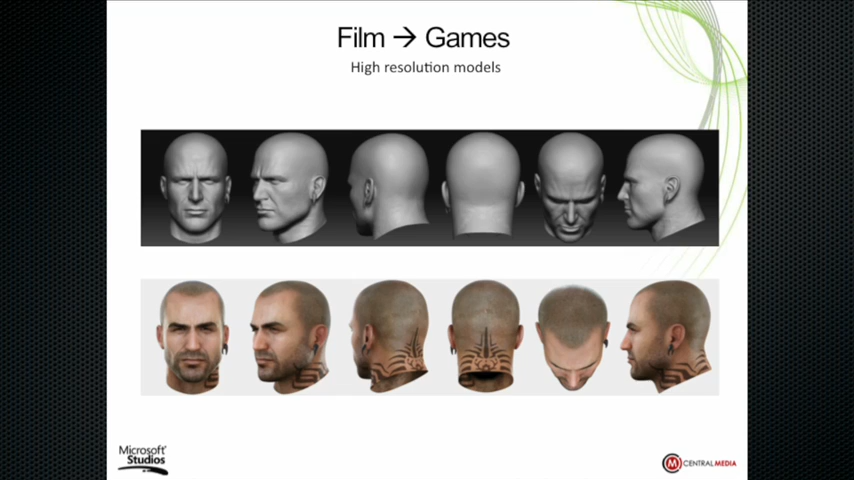 Film → Games
High resolution models
Microsoft®
Studios
M CENTRAL MEDIA